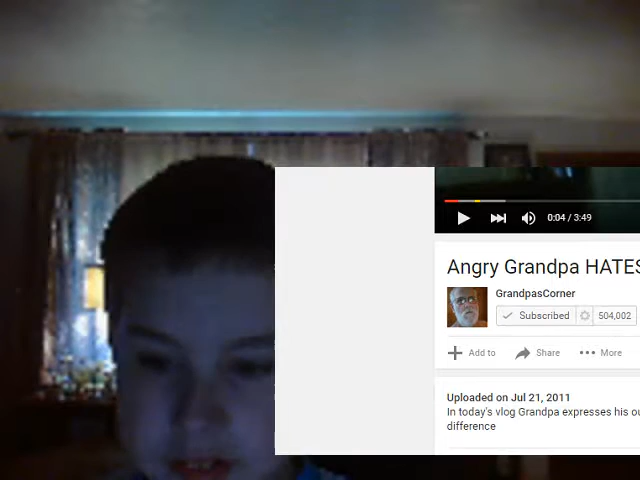 0:04 / 3:49
Angry Grandpa HATES
GrandpasCorner
Subscribed 504,002
Add to Share More
Uploaded on Jul 21, 2011
In today's vlog Grandpa expresses his ou
difference